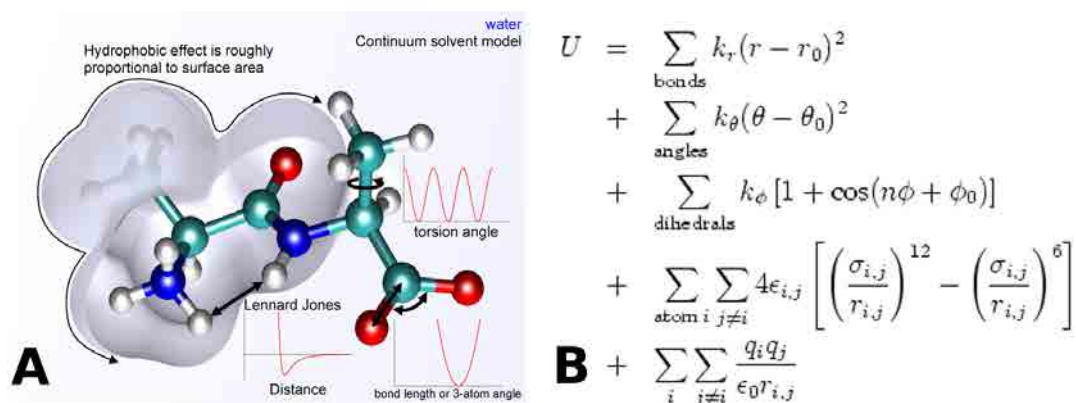 water
Continuum solvent model
Hydrophobic effect is roughly
proportional to surface area
torsion angle
Lennard Jones
Distance
bond length or 3-atom angle
A
U = ∑ k_r(r − r_0)^2
bonds
+ ∑ k_θ(θ − θ_0)^2
angles
+ ∑ k_ϕ [1 + cos(nϕ + ϕ_0)]
dihedrals
+ ∑ ∑ 4ϵ_{i,j} [(σ_{i,j}/r_{i,j})^{12} − (σ_{i,j}/r_{i,j})^6]
atom i j≠i
B + ∑ ∑ q_i q_j/ϵ_0 r_{i,j}
i j≠i